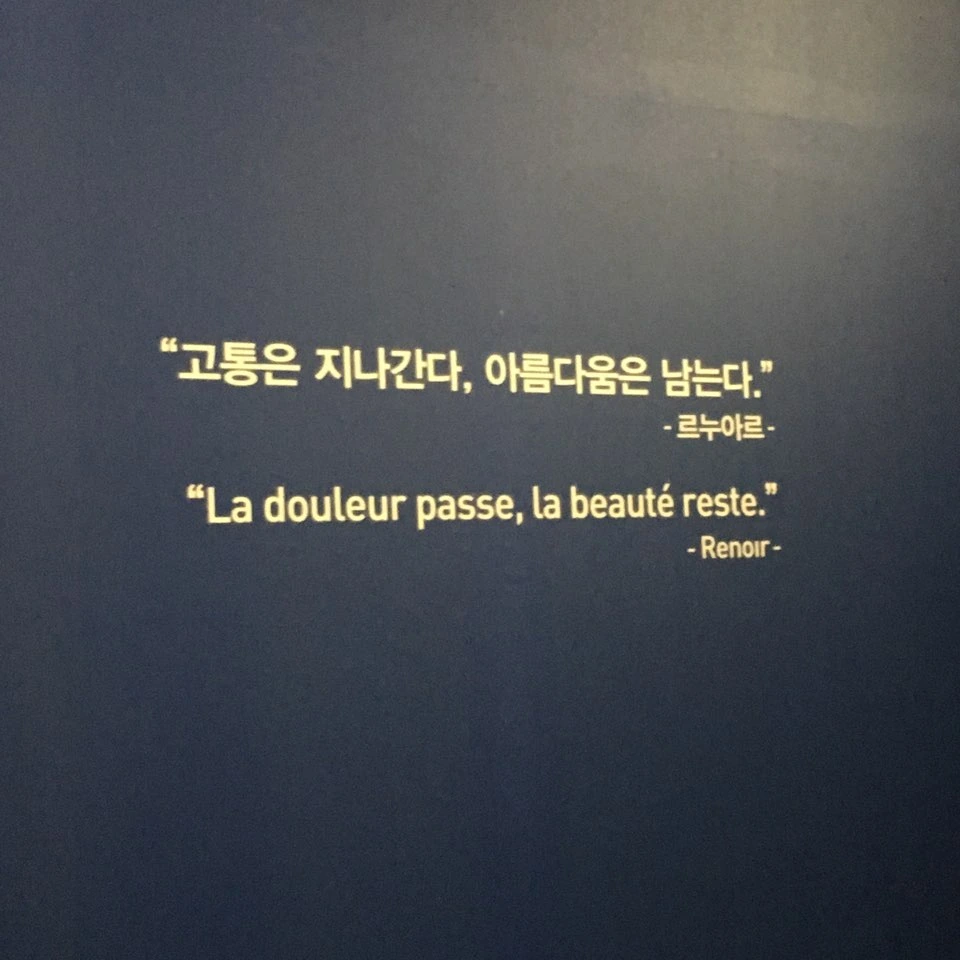 “고통은 지나간다, 아름다움은 남는다.”
- 르누아르 -
“La douleur passe, la beauté reste.”
- Renoir -